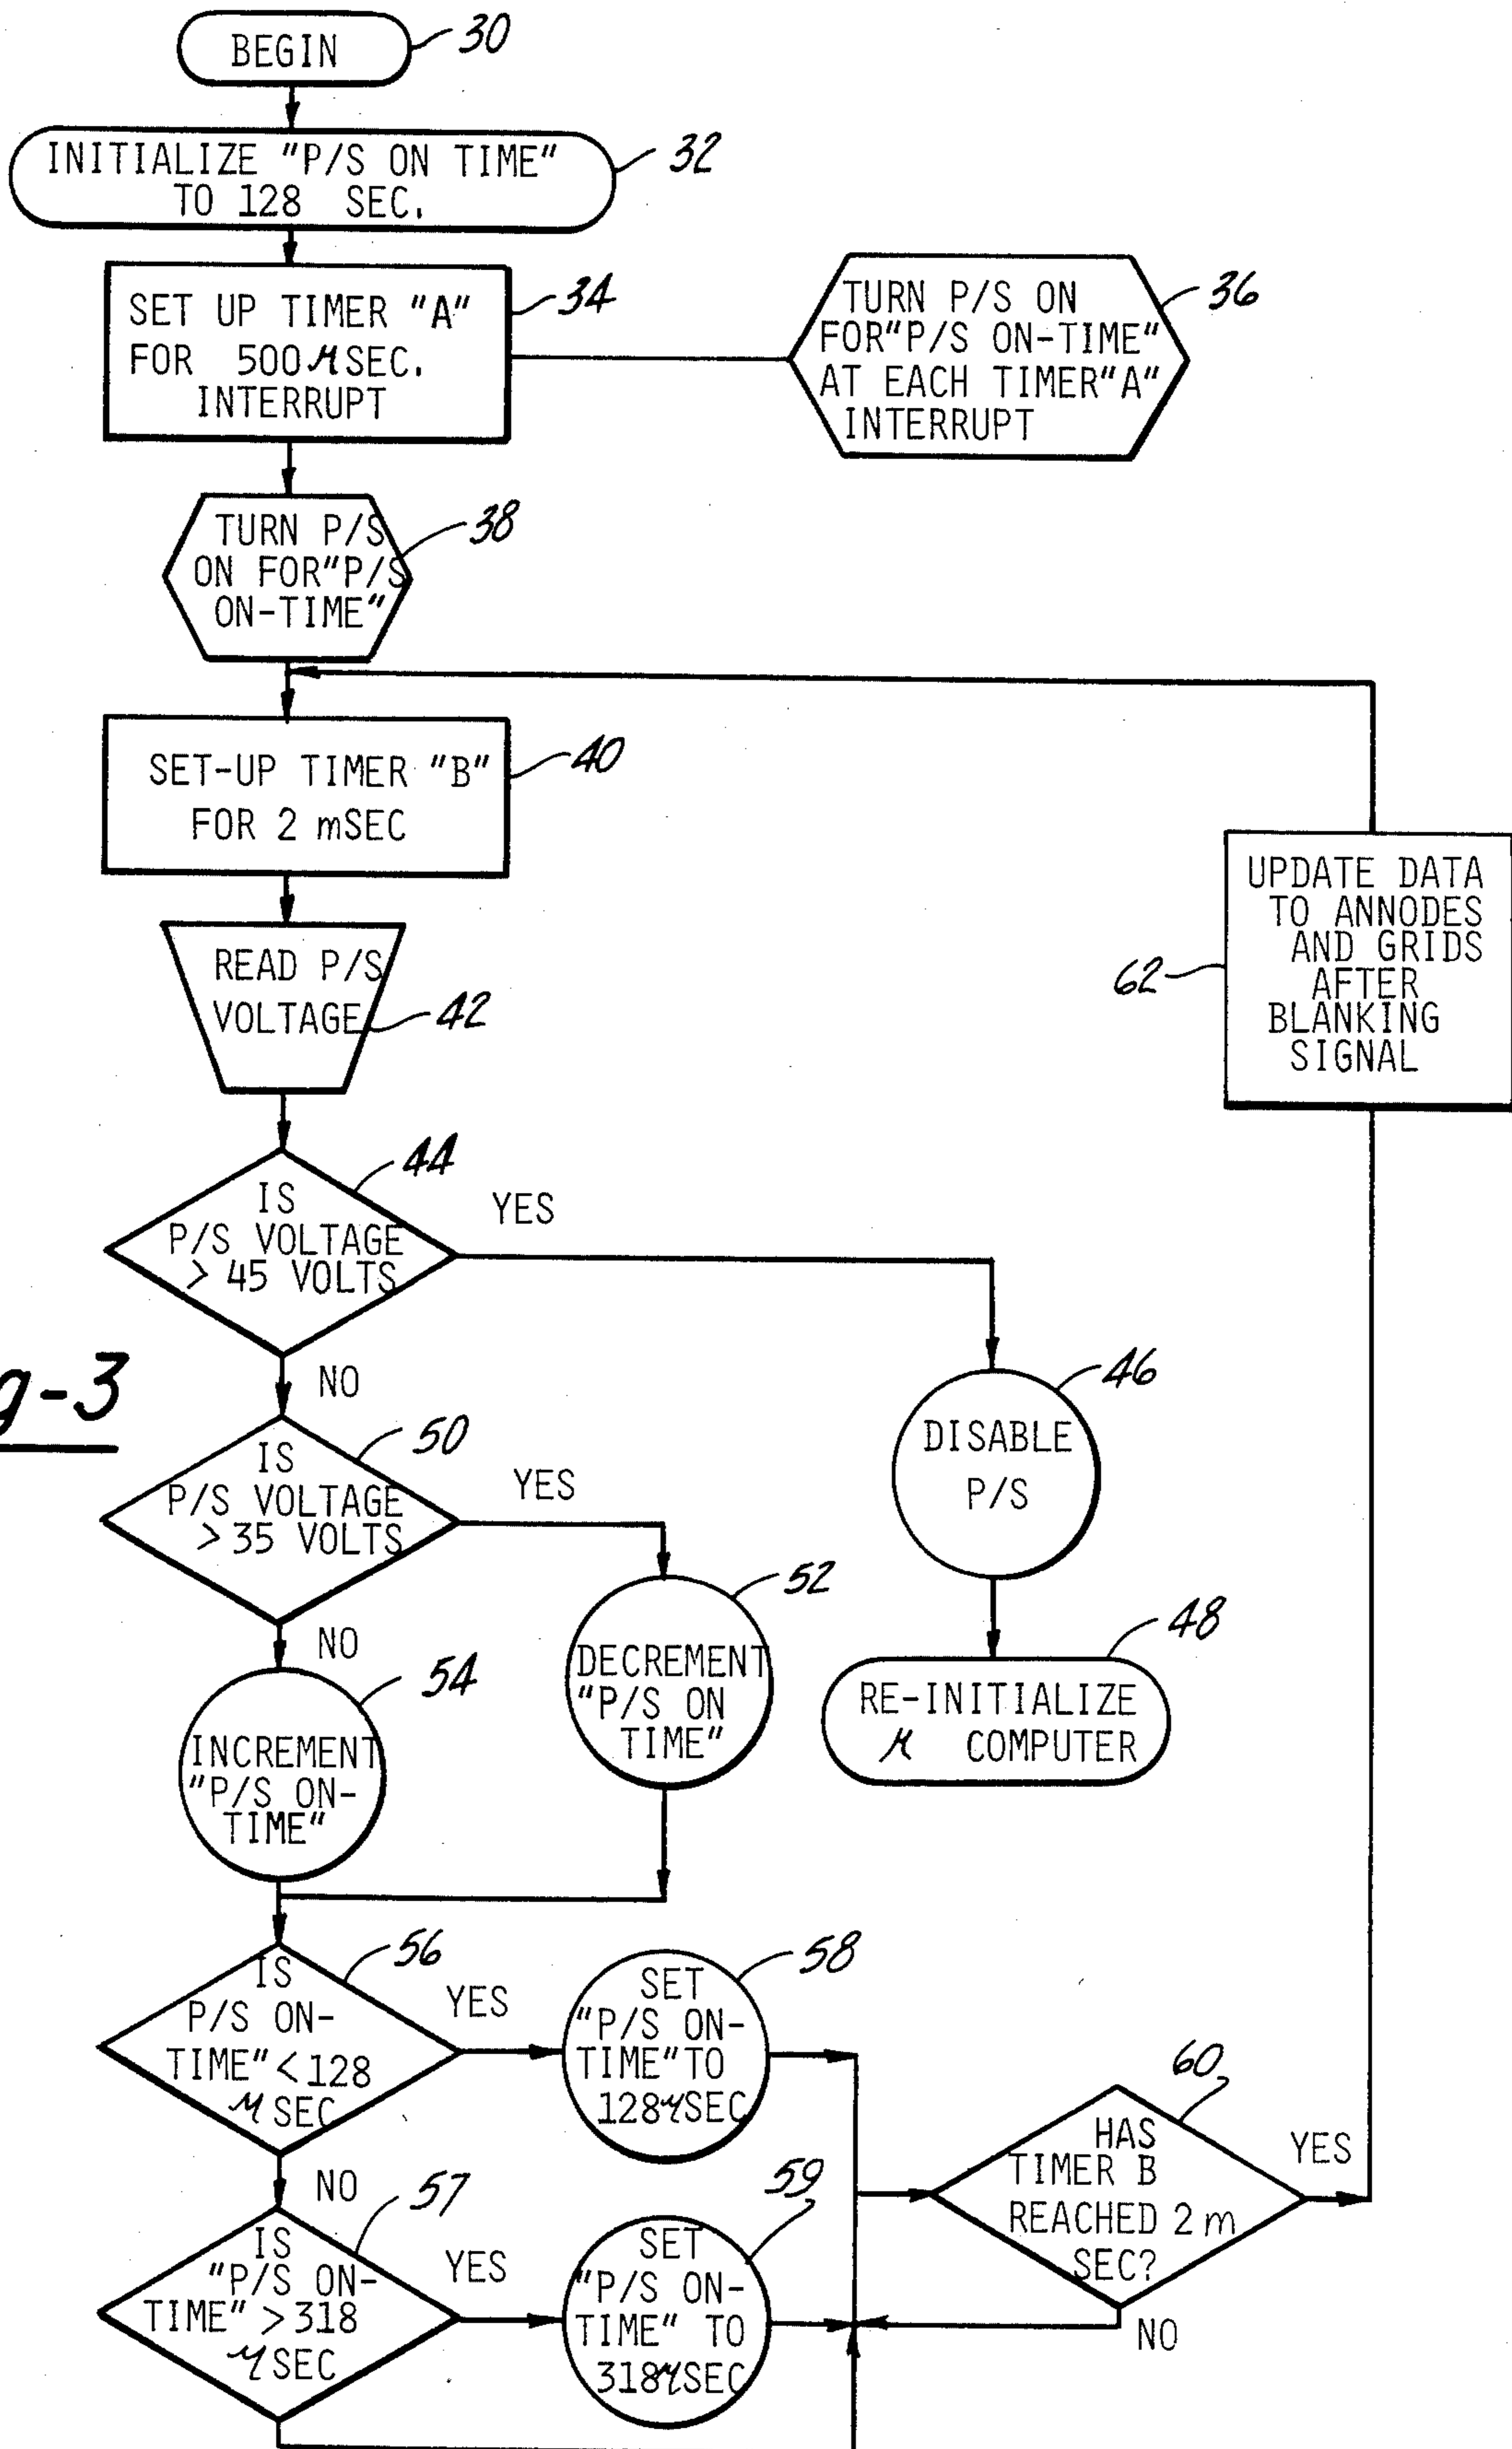 BEGIN
30
INITIALIZE "P/S ON TIME"
TO 128 SEC.
32
SET UP TIMER "A"
FOR 500 μSEC.
INTERRUPT
34
TURN P/S ON
FOR"P/S ON-TIME"
AT EACH TIMER"A"
INTERRUPT
36
TURN P/S
ON FOR"P/S
ON-TIME"
38
SET-UP TIMER "B"
FOR 2 mSEC
40
READ P/S
VOLTAGE
42
UPDATE DATA
TO ANNODES
AND GRIDS
AFTER
BLANKING
SIGNAL
62
IS
P/S VOLTAGE
> 45 VOLTS
44
YES
NO
g-3
DISABLE
P/S
46
RE-INITIALIZE
μ COMPUTER
48
IS
P/S VOLTAGE
> 35 VOLTS
50
YES
NO
DECREMENT
"P/S ON
TIME"
52
INCREMENT
"P/S ON-
TIME"
54
IS
P/S ON-
TIME" < 128
μSEC
56
YES
NO
SET
"P/S ON-
TIME" TO
128μSEC
58
IS
"P/S ON-
TIME" > 318
μSEC
57
YES
SET
"P/S ON-
TIME" TO
318μSEC
59
HAS
TIMER B
REACHED 2 m
SEC?
60
YES
NO